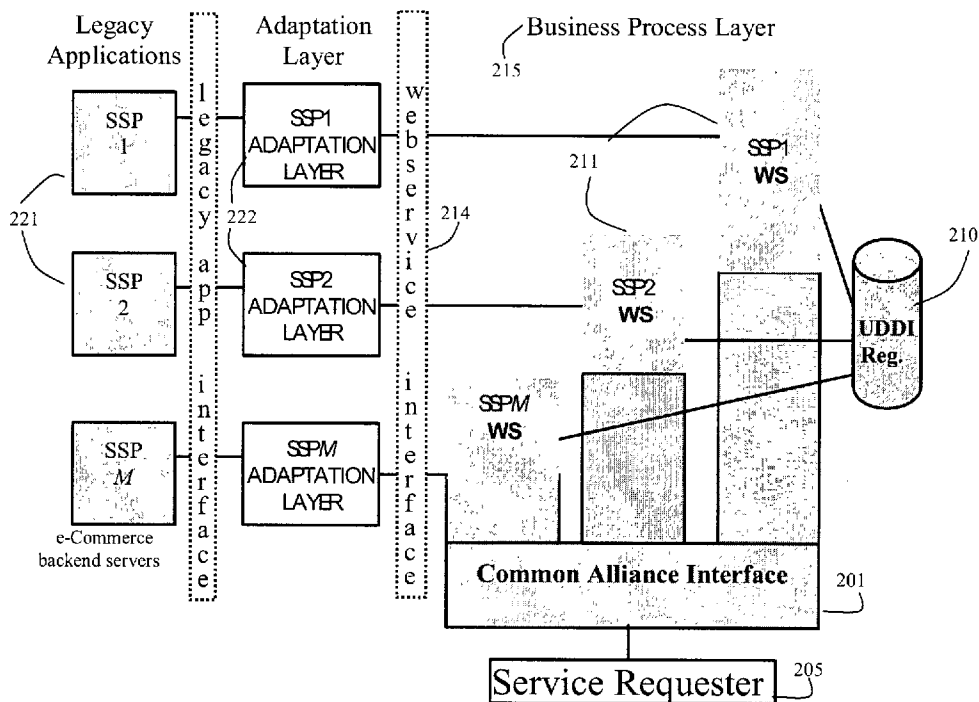 Legacy
Applications
Adaptation
Layer
Business Process Layer
215
SSP
1
legacy app interface
SSP1
ADAPTATION
LAYER
webservice interface
SSP1
WS
211
221
222
214
210
SSP
2
SSP2
ADAPTATION
LAYER
SSP2
WS
UDDI
Reg.
SSPM
WS
SSP
M
SSPM
ADAPTATION
LAYER
e-Commerce
backend servers
Common Alliance Interface
201
Service Requester
205